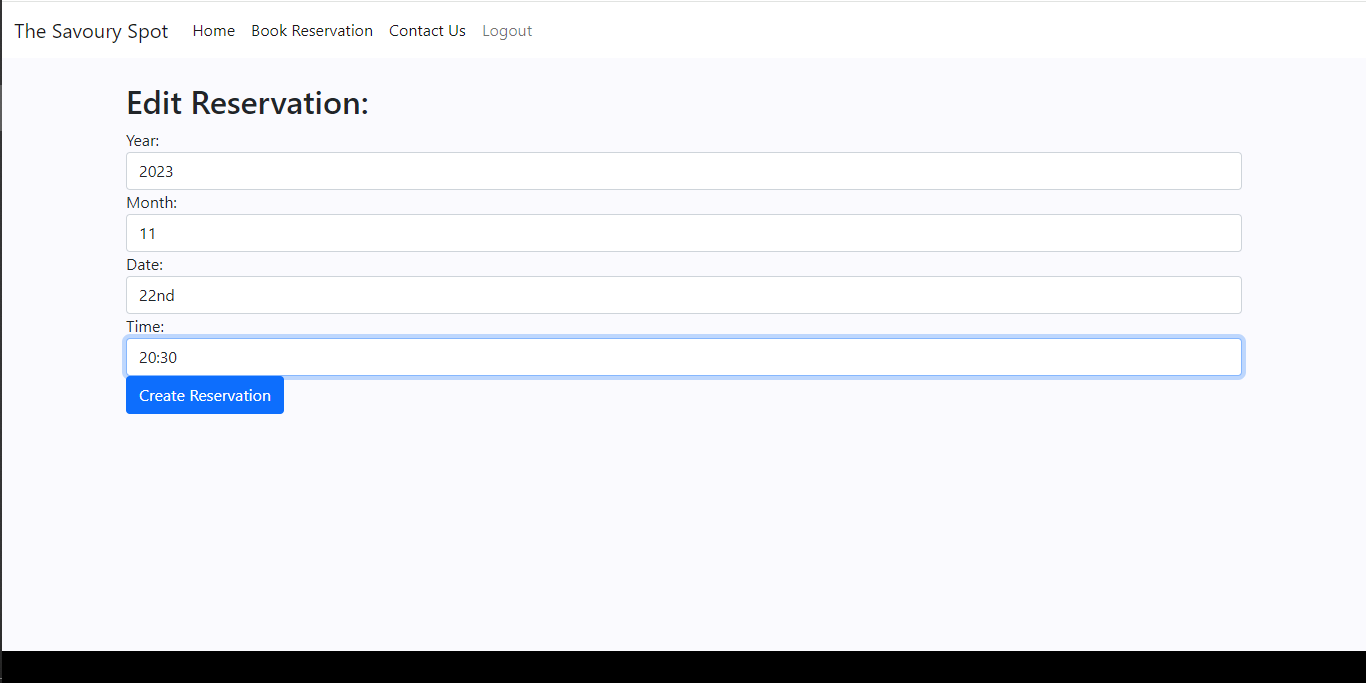 The Savoury Spot Home Book Reservation Contact Us Logout
Edit Reservation:
Year:
2023
Month:
11
Date:
22nd
Time:
20:30
Create Reservation